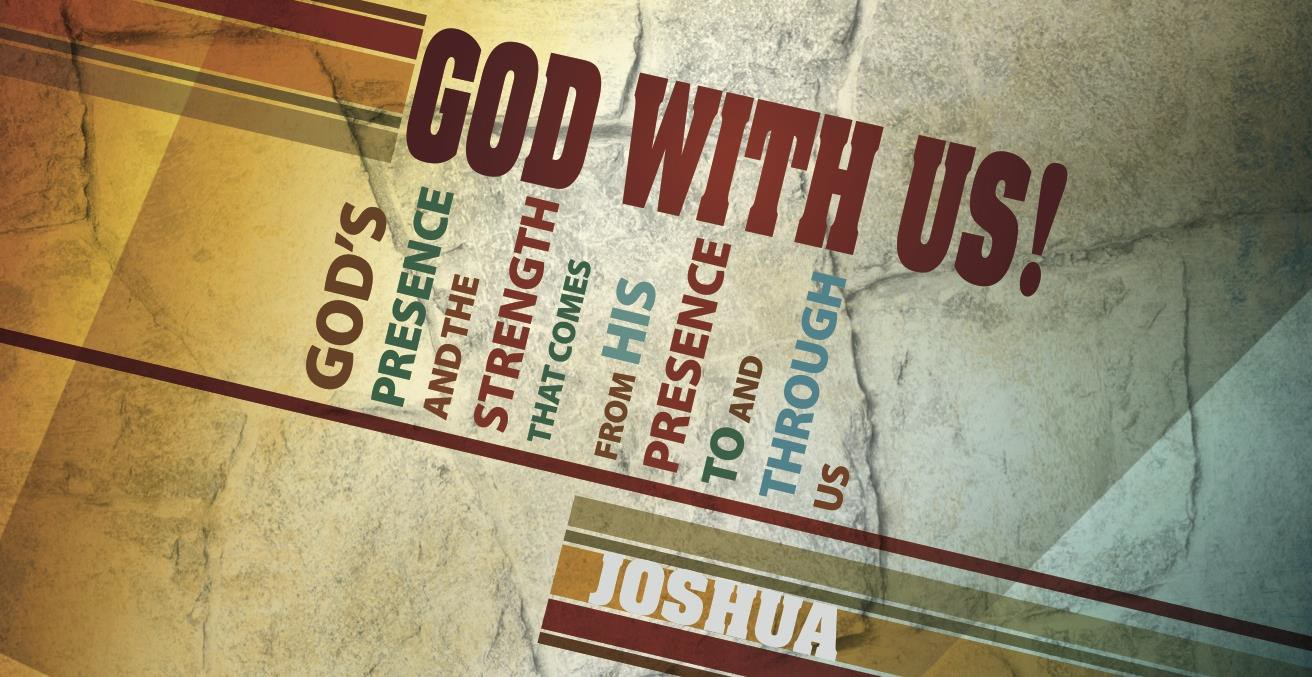 GOD WITH US!
GOD'S
PRESENCE
AND THE
STRENGTH
THAT COMES
FROM HIS
PRESENCE
TO AND
THROUGH
US
JOSHUA